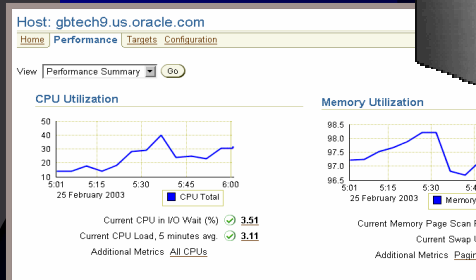 Host: gbtech9.us.oracle.com
Home Performance Targets Configuration
View Performance Summary Go
CPU Utilization
50
40
30
20
10
5:01 5:15 5:30 5:45 6:00
25 February 2003
CPU Total
Current CPU in I/O Wait (%) 3.51
Current CPU Load, 5 minutes avg. 3.11
Additional Metrics All CPUs
Memory Utilization
98.5
98.0
97.5
97.0
96.5
5:01 5:15 5:30
25 February 2003
Memory
Current Memory Page Scan
Current Swap
Additional Metrics